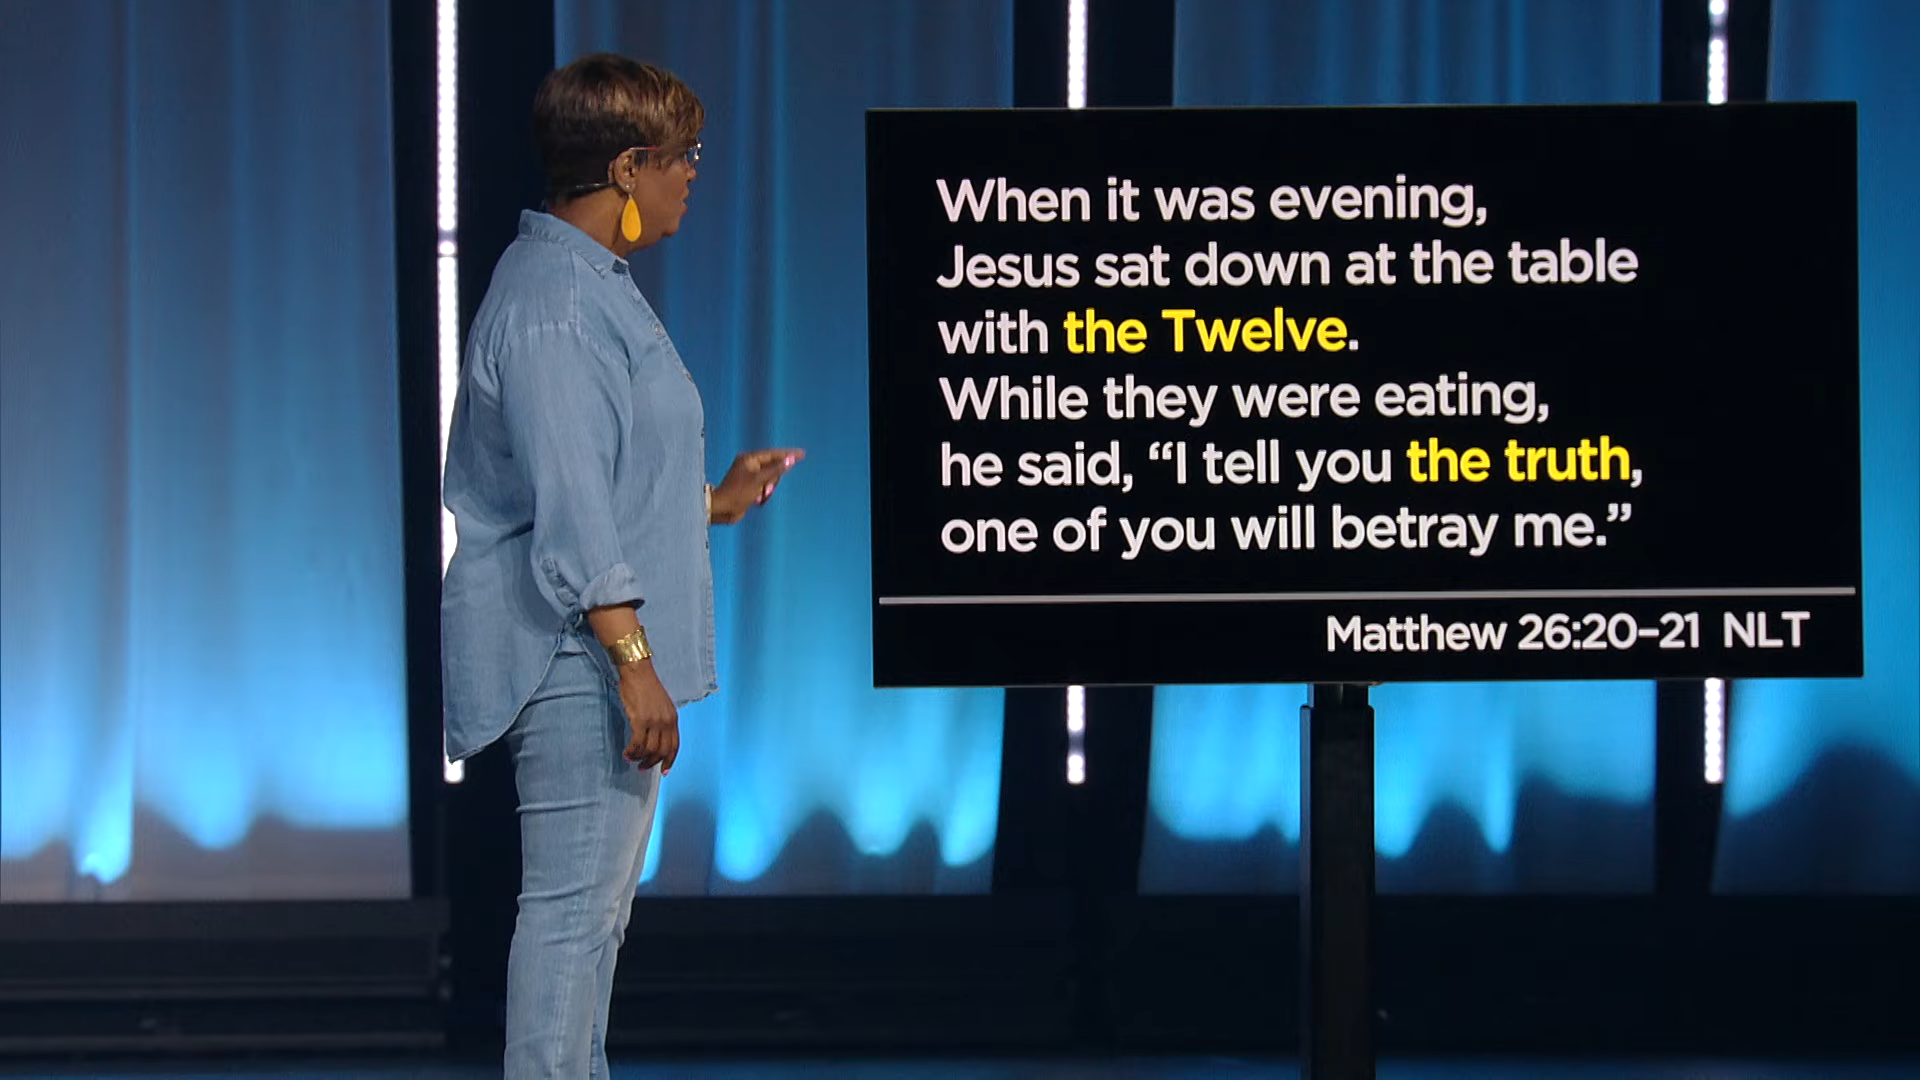 When it was evening,
Jesus sat down at the table
with the Twelve.
While they were eating,
he said, “I tell you the truth,
one of you will betray me.”
Matthew 26:20–21 NLT